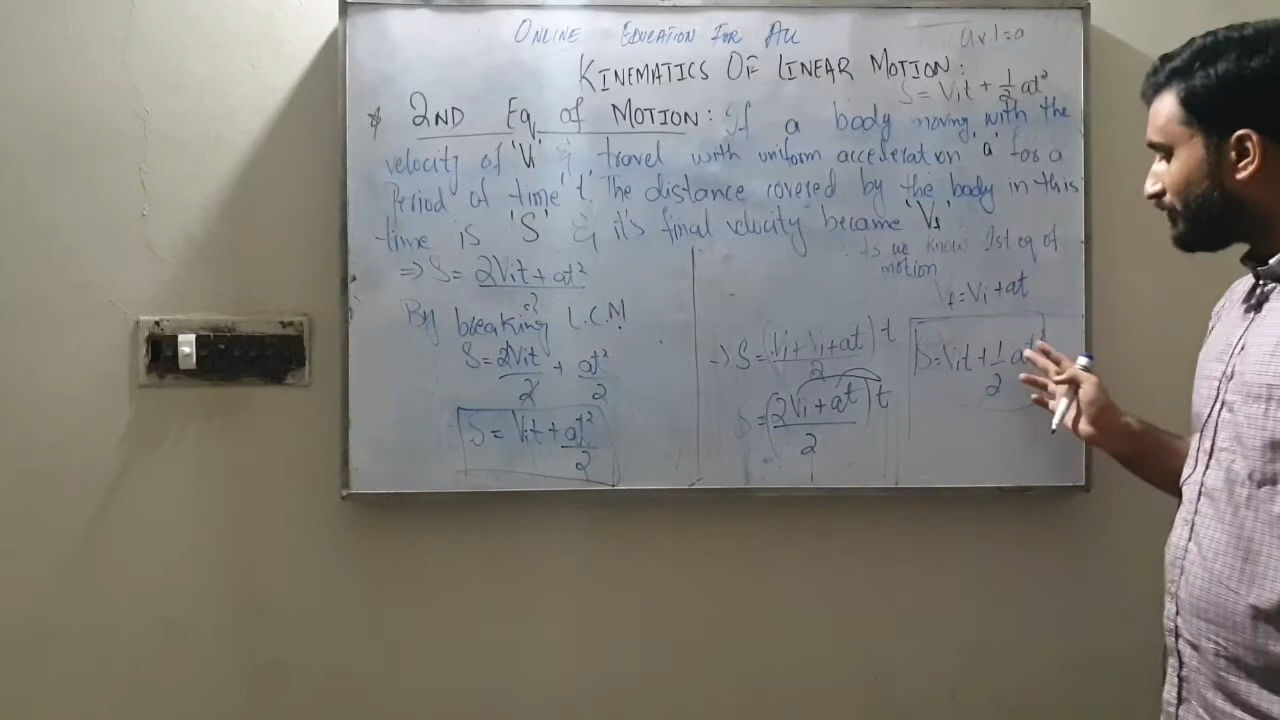 ONLINE EDUCATION FOR ALL
a×1=a
KINEMATICS OF LINEAR MOTION:
S=Vit+1/2at²
* 2ND Eq of MOTION: If a body moving with the
velocity of 'Vi' & travel with uniform acceleration 'a' for a
Period of time 't'. The distance covered by the body in this
time is 'S' & it's final velocity became 'Vf'
As we know 1st eq of
motion
Vf=Vi+at
⇒ S=2Vit+at²/2
By breaking L.C.M
S=2Vit/2+at²/2
S=Vit+at²/2
→ S=(Vi+Vi+at/2)t
S=(2Vi+at/2)t
S=Vit+1/2at